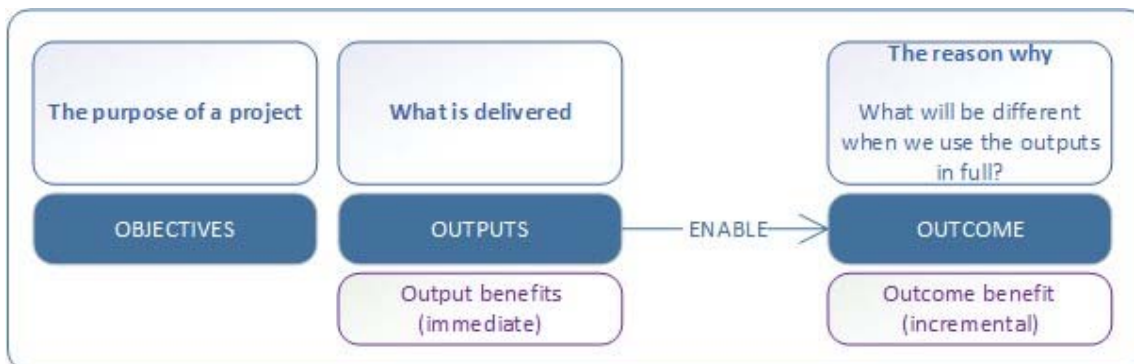 The purpose of a project
What is delivered
The reason why
What will be different
when we use the outputs
in full?
OBJECTIVES
OUTPUTS
ENABLE
OUTCOME
Output benefits
(immediate)
Outcome benefit
(incremental)